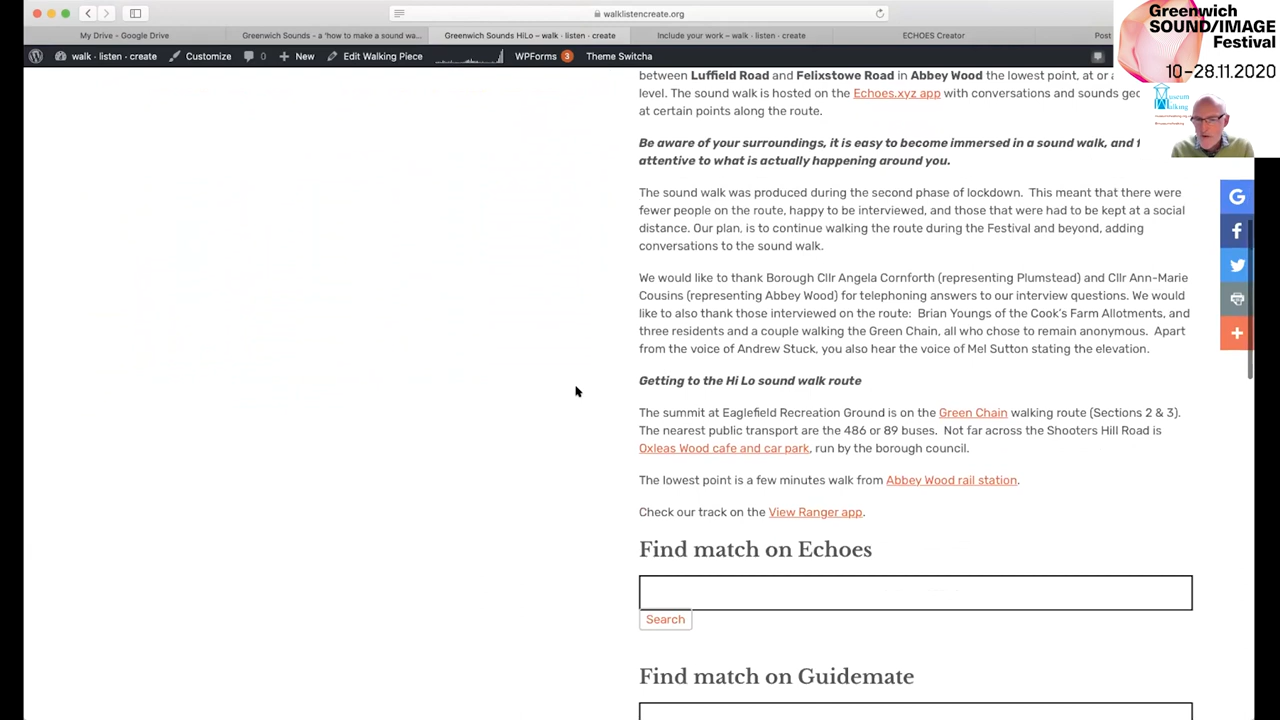 walklistencreate.org
My Drive – Google Drive
Greenwich Sounds - a 'how to make a sound wa...
Greenwich Sounds HiLo – walk · listen · create
Include your work – walk · listen · create
ECHOES Creator
Post
walk · listen · create
Customize
0
New
Edit Walking Piece
WPForms
3
Theme Switcha
Greenwich
SOUND/IMAGE
Festival
10–28.11.2020
between Luffield Road and Felixstowe Road in Abbey Wood the lowest point, at or a
level. The sound walk is hosted on the Echoes.xyz app with conversations and sounds geo
at certain points along the route.
Be aware of your surroundings, it is easy to become immersed in a sound walk, and f
attentive to what is actually happening around you.
The sound walk was produced during the second phase of lockdown. This meant that there were
fewer people on the route, happy to be interviewed, and those that were had to be kept at a social
distance. Our plan, is to continue walking the route during the Festival and beyond, adding
conversations to the sound walk.
We would like to thank Borough Cllr Angela Cornforth (representing Plumstead) and Cllr Ann-Marie
Cousins (representing Abbey Wood) for telephoning answers to our interview questions. We would
like to also thank those interviewed on the route: Brian Youngs of the Cook's Farm Allotments, and
three residents and a couple walking the Green Chain, all who chose to remain anonymous. Apart
from the voice of Andrew Stuck, you also hear the voice of Mel Sutton stating the elevation.
Getting to the Hi Lo sound walk route
The summit at Eaglefield Recreation Ground is on the Green Chain walking route (Sections 2 & 3).
The nearest public transport are the 486 or 89 buses. Not far across the Shooters Hill Road is
Oxleas Wood cafe and car park, run by the borough council.
The lowest point is a few minutes walk from Abbey Wood rail station.
Check our track on the View Ranger app.
Find match on Echoes
Search
Find match on Guidemate